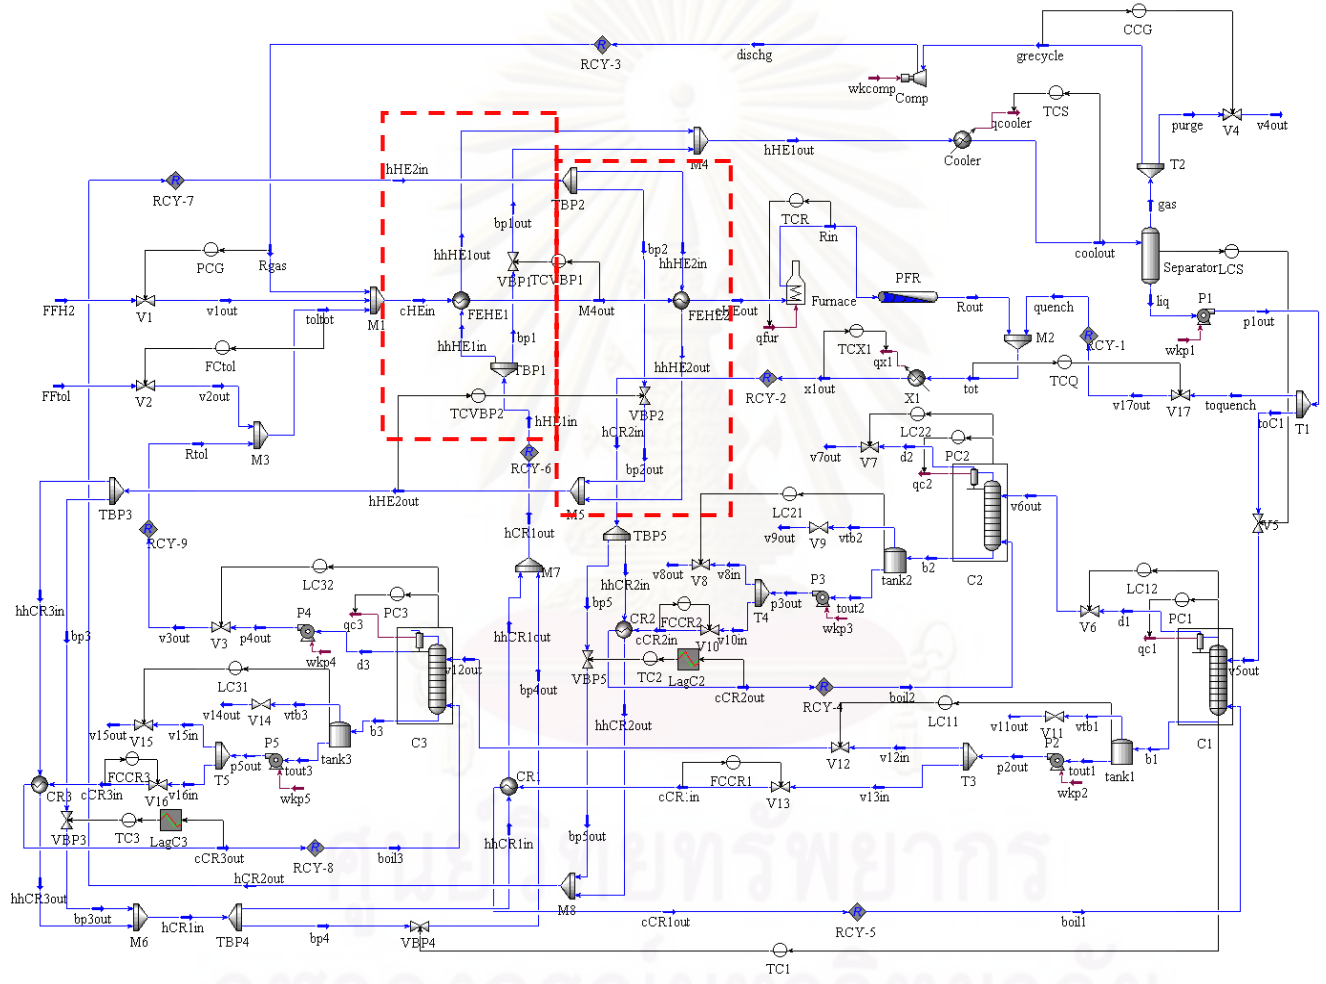 CCG
dischg
grecycle
RCY-3
wkcomp
Comp
TCS
qcooler
purge
V4
v4out
Cooler
hHE1out
M4
T2
hHE2in
RCY-7
TBP2
gas
TCR
Rin
bp1out
bp2
hhHE2in
hhHE1out
coolout
PCG
Rgas
VBP1
TCVBP1
Separator
LCS
PFR
FFH2
V1
v1out
toltot
M1
cHEin
FEHE1
M4out
FEHE2
cHEout
Furnace
Rout
quench
liq
P1
p1out
qfur
wkp1
hhHE1in
bp1
M2
RCY-1
FCtol
TCX1
qx1
hhHE2out
TBP1
TCQ
FFtol
V2
v2out
TCVBP2
VBP2
RCY-2
x1out
X1
tot
v17out
V17
toquench
toC1
T1
hHE1in
hCR2in
LC22
Rtol
M3
v7out
V7
d2
PC2
RCY-6
bp2out
qc2
TBP3
hHE2out
M5
LC21
v6out
RCY-9
hCR1out
TBP5
v9out
V9
vtb2
V5
LC32
M7
v8out
V8
v8in
tank2
b2
C2
LC12
hhCR3in
hhCR2in
bp5
P3
PC3
T4
p3out
tout2
V6
d1
PC1
qc3
CR2
FCCR2
wkp3
qc1
v3out
V3
p4out
P4
bp3
hhCR1out
cCR2in
V10
v10in
wkp4
d3
v12out
LC31
VBP5
TC2
LagC2
v5out
bp4out
cCR2out
RCY-4
boil2
v14out
V14
vtb3
hhCR2out
LC11
v15out
V15
v15in
b3
C3
v11out
V11
vtb1
P5
tank3
V12
v12in
P2
b1
C1
FCCR3
T5
p5out
tout3
T3
p2out
tout1
tank1
CR3
cCR3in
V16
v16in
wkp5
CR1
FCCR1
V13
v13in
wkp2
VBP3
TC3
LagC3
hhCR1in
bp5out
cCR3out
RCY-8
boil3
hCR2out
hhCR3out
bp3out
M6
hCR1in
TBP4
bp4
VBP4
M8
cCR1out
RCY-5
boil1
TC1